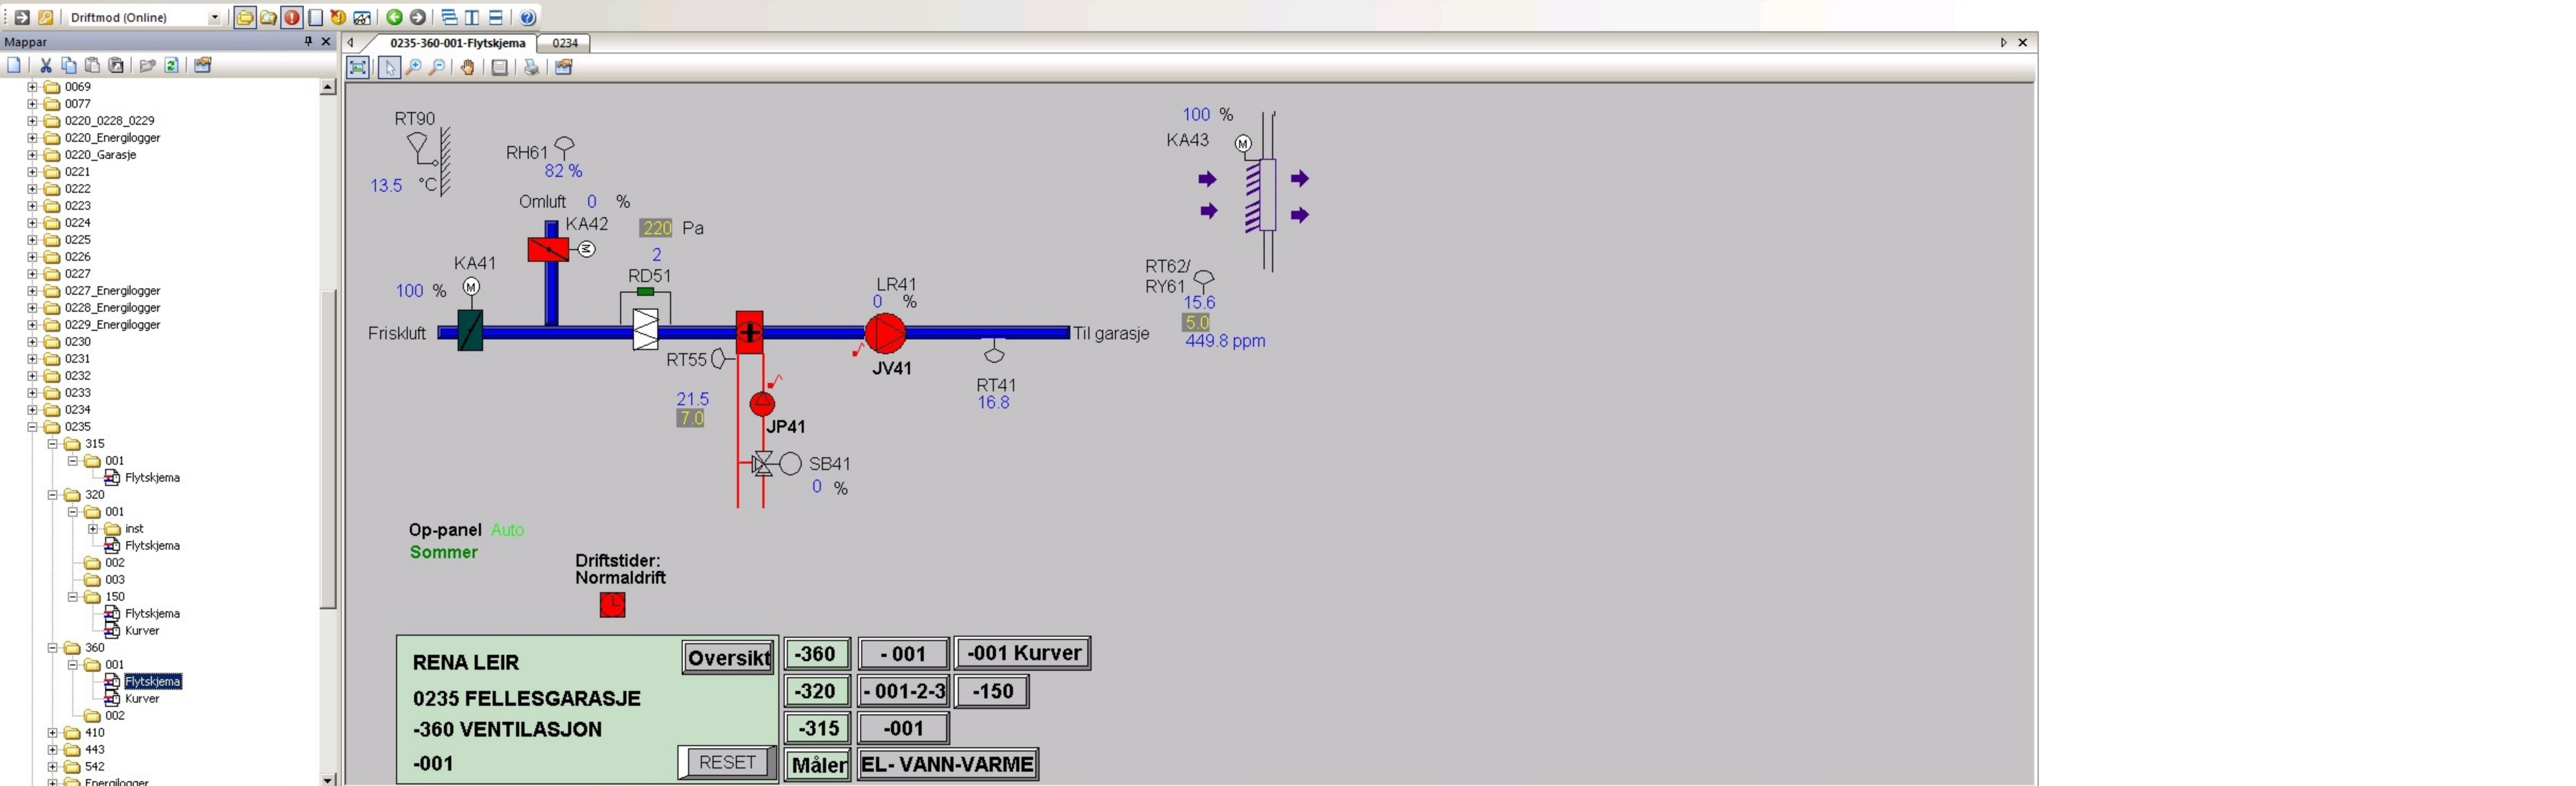 Driftmod (Online)
Mappar
0069
0077
0220_0228_0229
0220_Energilogger
0220_Garasje
0221
0222
0223
0224
0225
0226
0227
0227_Energilogger
0228_Energilogger
0229_Energilogger
0230
0231
0232
0233
0234
0235
315
001
Flytskjema
320
001
inst
Flytskjema
002
003
150
Flytskjema
Kurver
360
001
Flytskjema
Kurver
002
410
443
542
Energilogger
0235-360-001-Flytskjema
0234
RT90
13.5 °C
RH61
82 %
Omluft 0 %
KA42
M
220 Pa
2
RD51
KA41
100 % M
Friskluft
LR41
0 %
JV41
Til garasje
RT41
16.8
RT55
21.5
7.0
JP41
SB41
0 %
100 %
KA43 M
RT62/
RY61
15.6
5.0
449.8 ppm
Op-panel Auto
Sommer
Driftstider:
Normaldrift
RENA LEIR
0235 FELLESGARASJE
-360 VENTILASJON
-001
Oversikt
RESET
-360 - 001 -001 Kurver
-320 - 001-2-3 -150
-315 -001
Måler EL- VANN-VARME